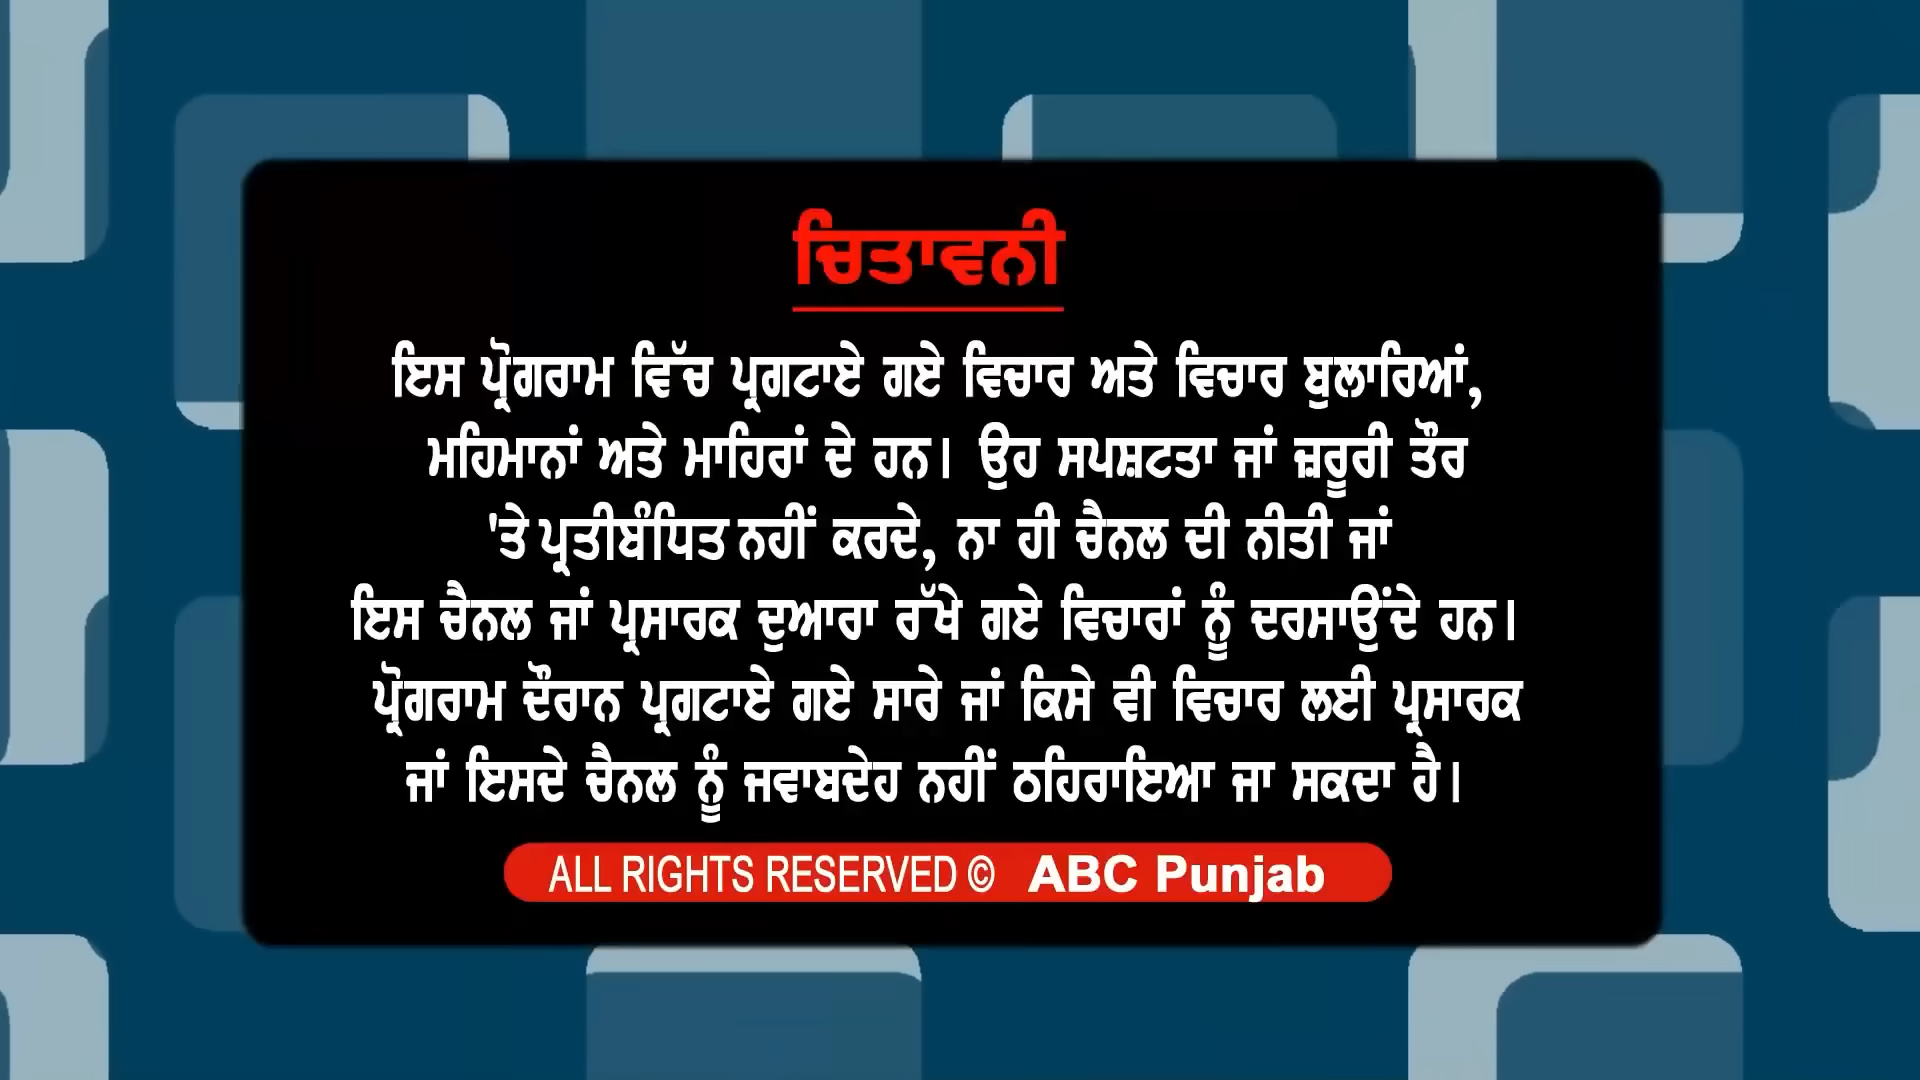 ਚਿਤਾਵਨੀ
ਇਸ ਪ੍ਰੋਗਰਾਮ ਵਿੱਚ ਪ੍ਰਗਟਾਏ ਗਏ ਵਿਚਾਰ ਅਤੇ ਵਿਚਾਰ ਬੁਲਾਰਿਆਂ,
ਮਹਿਮਾਨਾਂ ਅਤੇ ਮਾਹਿਰਾਂ ਦੇ ਹਨ। ਉਹ ਸਪਸ਼ਟਤਾ ਜਾਂ ਜ਼ਰੂਰੀ ਤੌਰ
'ਤੇ ਪ੍ਰਤੀਬੰਧਿਤ ਨਹੀਂ ਕਰਦੇ, ਨਾ ਹੀ ਚੈਨਲ ਦੀ ਨੀਤੀ ਜਾਂ
ਇਸ ਚੈਨਲ ਜਾਂ ਪ੍ਰਸਾਰਕ ਦੁਆਰਾ ਰੱਖੇ ਗਏ ਵਿਚਾਰਾਂ ਨੂੰ ਦਰਸਾਉਂਦੇ ਹਨ।
ਪ੍ਰੋਗਰਾਮ ਦੌਰਾਨ ਪ੍ਰਗਟਾਏ ਗਏ ਸਾਰੇ ਜਾਂ ਕਿਸੇ ਵੀ ਵਿਚਾਰ ਲਈ ਪ੍ਰਸਾਰਕ
ਜਾਂ ਇਸਦੇ ਚੈਨਲ ਨੂੰ ਜਵਾਬਦੇਹ ਨਹੀਂ ਠਹਿਰਾਇਆ ਜਾ ਸਕਦਾ ਹੈ।
ALL RIGHTS RESERVED © ABC Punjab